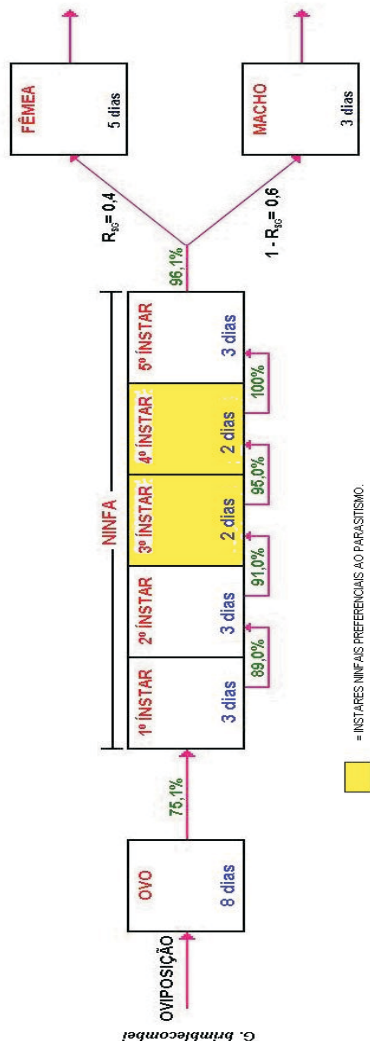 G. brimblecombei
OVIPOSIÇÃO
OVO
8 dias
75,1%
NINFA
1º ÍNSTAR
3 dias
2º ÍNSTAR
3 dias
3º ÍNSTAR
2 dias
4º ÍNSTAR
2 dias
5º ÍNSTAR
3 dias
89,0%
91,0%
95,0%
100%
96,1%
RSG= 0,4
1 - RSG= 0,6
FÊMEA
5 dias
MACHO
3 dias
= INSTARES NINFAIS PREFERENCIAIS AO PARASITISMO.